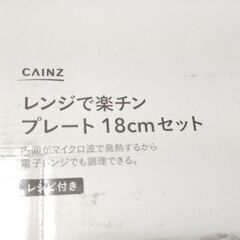 CAINZ
レンジで楽チン
プレート 18cmセット
内面がマイクロ波で発熱するから
電子レンジでも調理できる。
レシピ付き